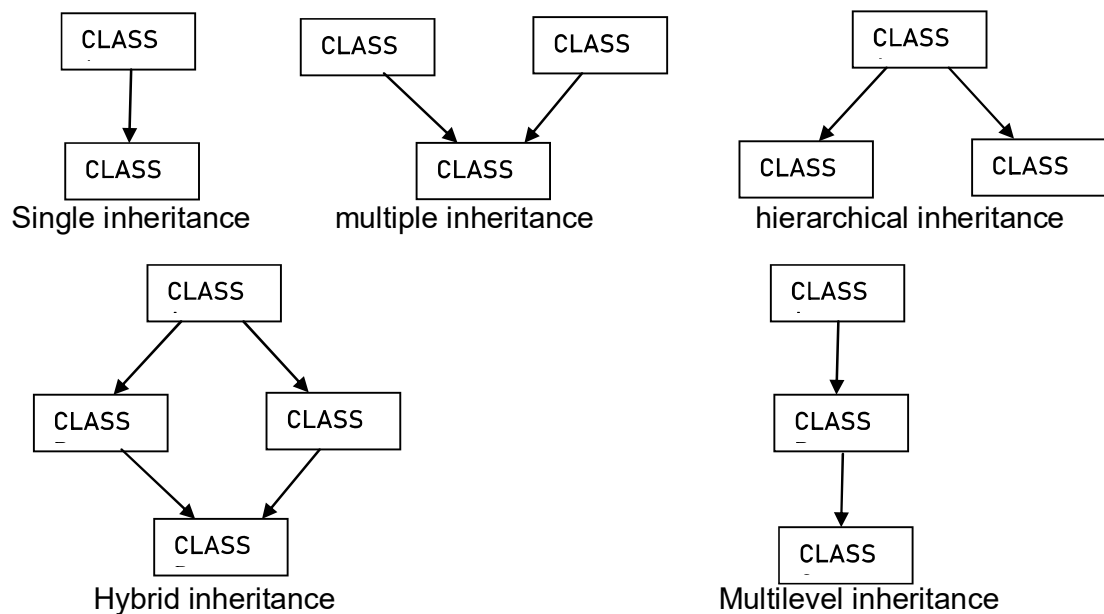 CLASS
CLASS
CLASS
CLASS
CLASS
CLASS
CLASS
CLASS
Single inheritance
multiple inheritance
hierarchical inheritance
CLASS
CLASS
CLASS
CLASS
CLASS
CLASS
CLASS
Hybrid inheritance
Multilevel inheritance